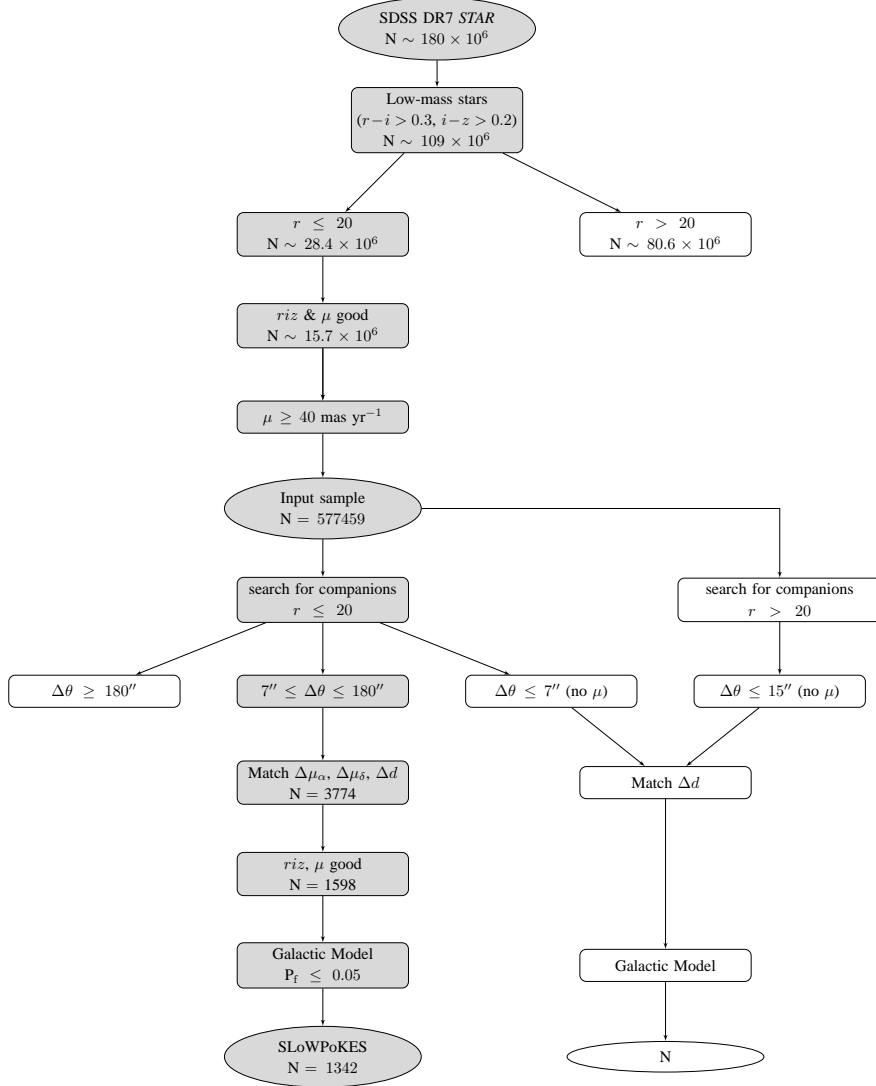 SDSS DR7 STAR
N ∼ 180 × 10⁶
Low-mass stars
(r−i > 0.3, i−z > 0.2)
N ∼ 109 × 10⁶
r ≤ 20
N ∼ 28.4 × 10⁶
r > 20
N ∼ 80.6 × 10⁶
riz & μ good
N ∼ 15.7 × 10⁶
μ ≥ 40 mas yr⁻¹
Input sample
N = 577459
search for companions
r ≤ 20
search for companions
r > 20
Δθ ≥ 180″
7″ ≤ Δθ ≤ 180″
Δθ ≤ 7″ (no μ)
Δθ ≤ 15″ (no μ)
Match Δμα, Δμδ, Δd
N = 3774
Match Δd
riz, μ good
N = 1598
Galactic Model
Pf ≤ 0.05
Galactic Model
SLoWPoKES
N = 1342
N